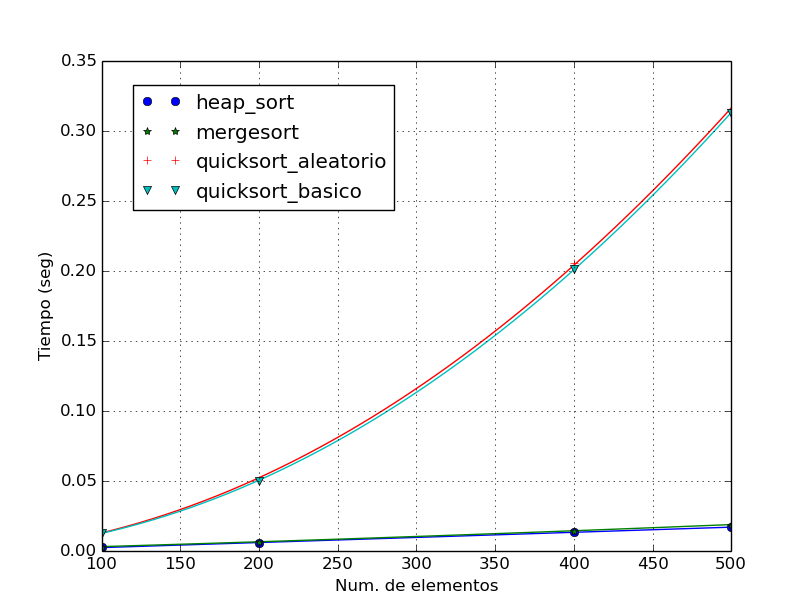 0.35
0.30
0.25
0.20
0.15
0.10
0.05
0.00
Tiempo (seg)
heap_sort
mergesort
quicksort_aleatorio
quicksort_basico
100 150 200 250 300 350 400 450 500
Num. de elementos